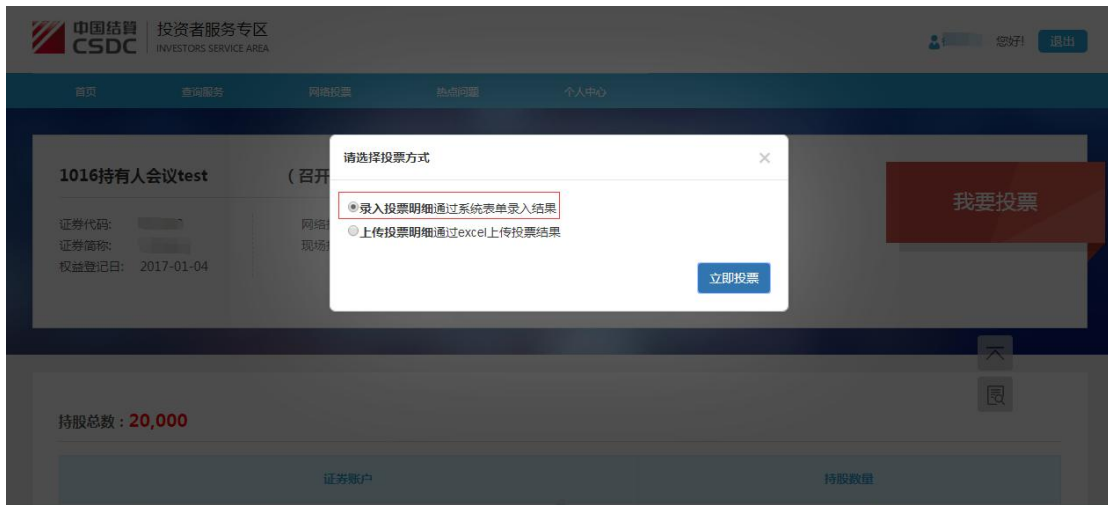 中国结算 投资者服务专区
CSDC INVESTORS SERVICE AREA
您好! 退出
首页 查询服务 网络投票 热点问题 个人中心
请选择投票方式 ×
1016持有人会议test (召开
录入投票明细通过系统表单录入结果
我要投票
证券代码: 网络
上传投票明细通过excel上传投票结果
证券简称: 现场
权益登记日: 2017-01-04
立即投票
持股总数:20,000
证券账户 持股数量